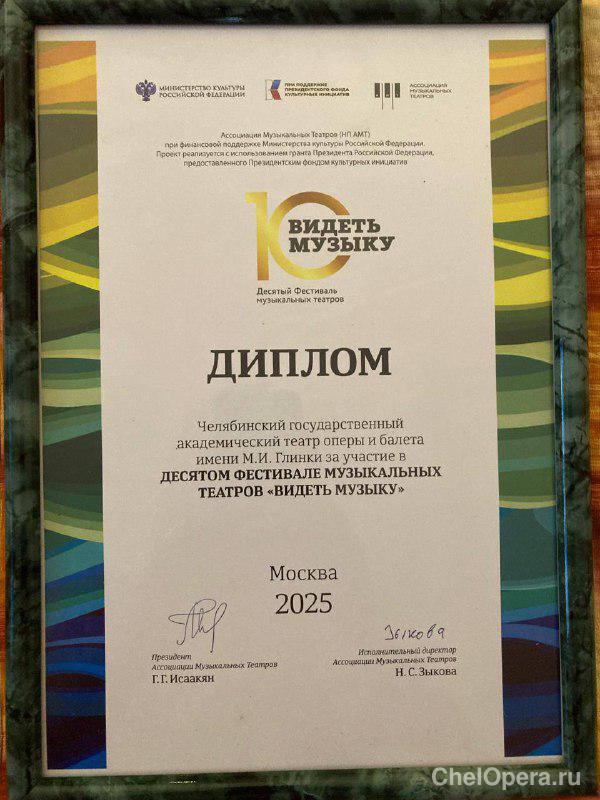 МИНИСТЕРСТВО КУЛЬТУРЫ
РОССИЙСКОЙ ФЕДЕРАЦИИ
ПРИ ПОДДЕРЖКЕ
ПРЕЗИДЕНТСКОГО ФОНДА
КУЛЬТУРНЫХ ИНИЦИАТИВ
АССОЦИАЦИЯ
МУЗЫКАЛЬНЫХ
ТЕАТРОВ
Ассоциации Музыкальных Театров (НП АМТ)
при финансовой поддержке Министерства культуры Российской Федерации.
Проект реализуется с использованием гранта Президента Российской Федерации,
предоставленного Президентским фондом культурных инициатив
10
ВИДЕТЬ
МУЗЫКУ
Десятый Фестиваль
музыкальных театров
ДИПЛОМ
Челябинский государственный
академический театр оперы и балета
имени М.И. Глинки за участие в
ДЕСЯТОМ ФЕСТИВАЛЕ МУЗЫКАЛЬНЫХ
ТЕАТРОВ «ВИДЕТЬ МУЗЫКУ»
Москва
2025
Зыкова
Президент
Ассоциации Музыкальных Театров
Г. Г. Исаакян
Исполнительный директор
Ассоциации Музыкальных Театров
Н. С. Зыкова
ChelOpera.ru